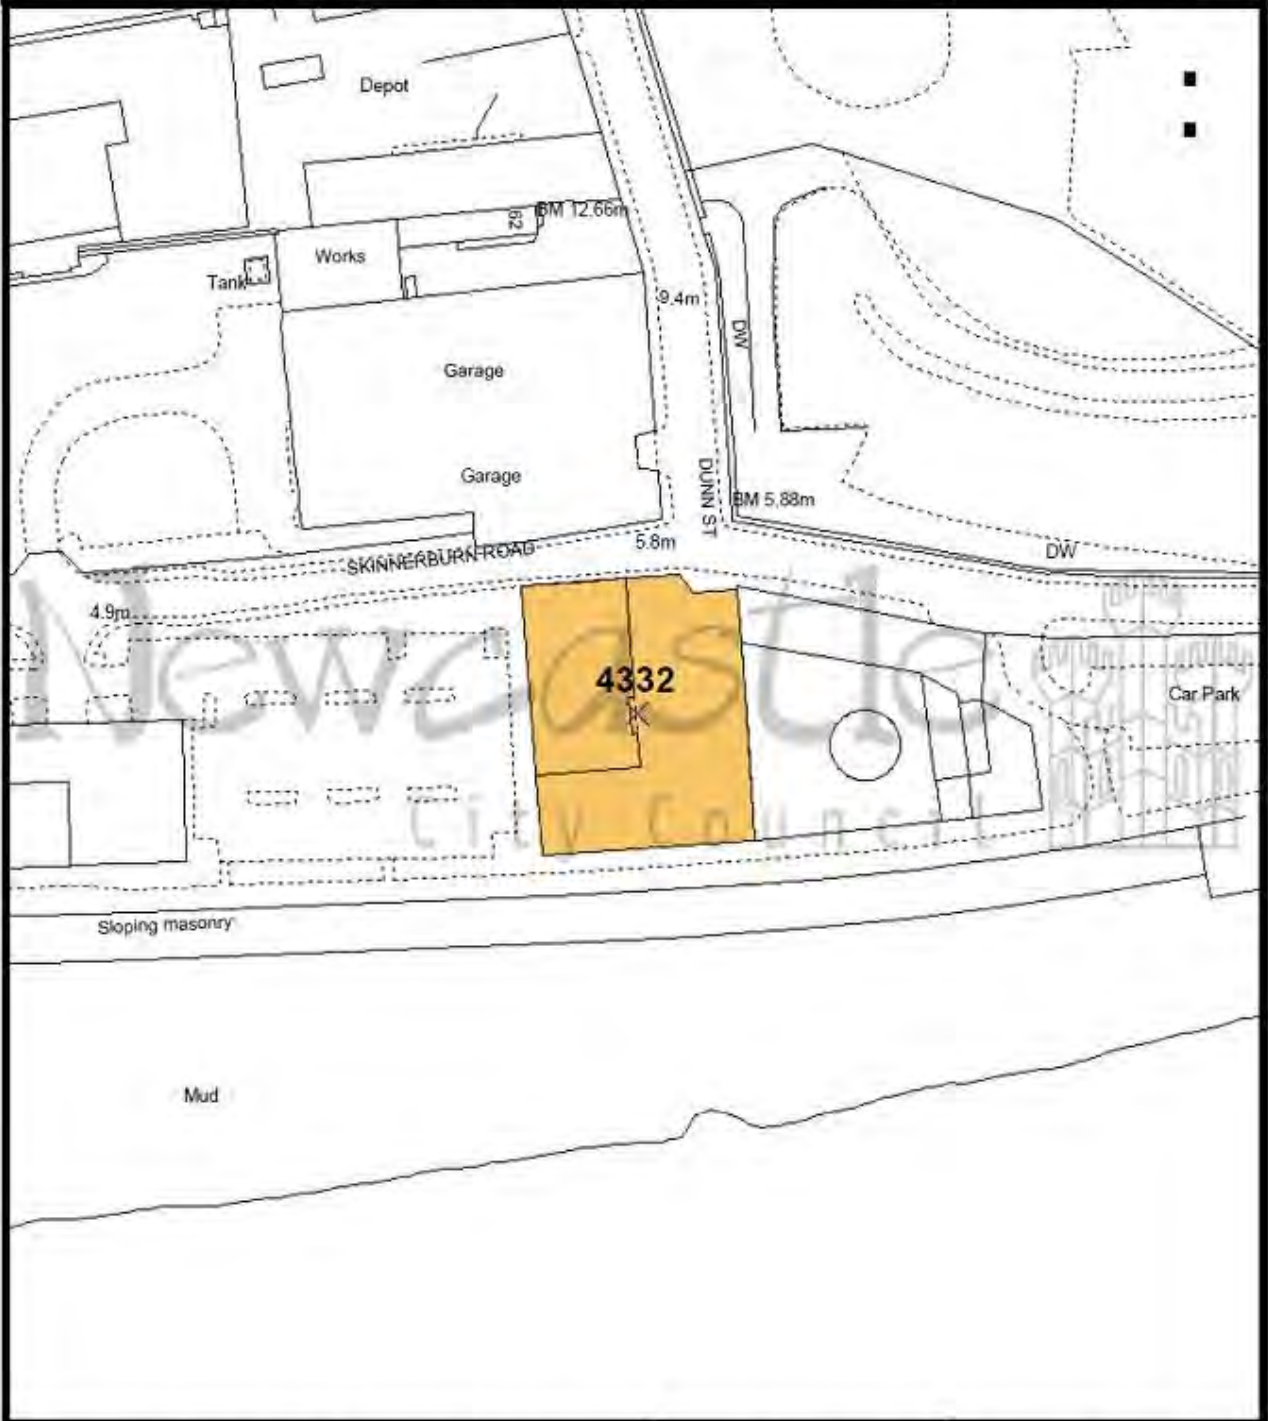 Depot
62
BM 12.66m
Works
Tank
9.4m
DW
Garage
Garage
DUNN ST
BM 5.88m
5.8m
DW
SKINNERBURN ROAD
4.9m
Newcastle
City Council
4332
Car Park
Sloping masonry
Mud